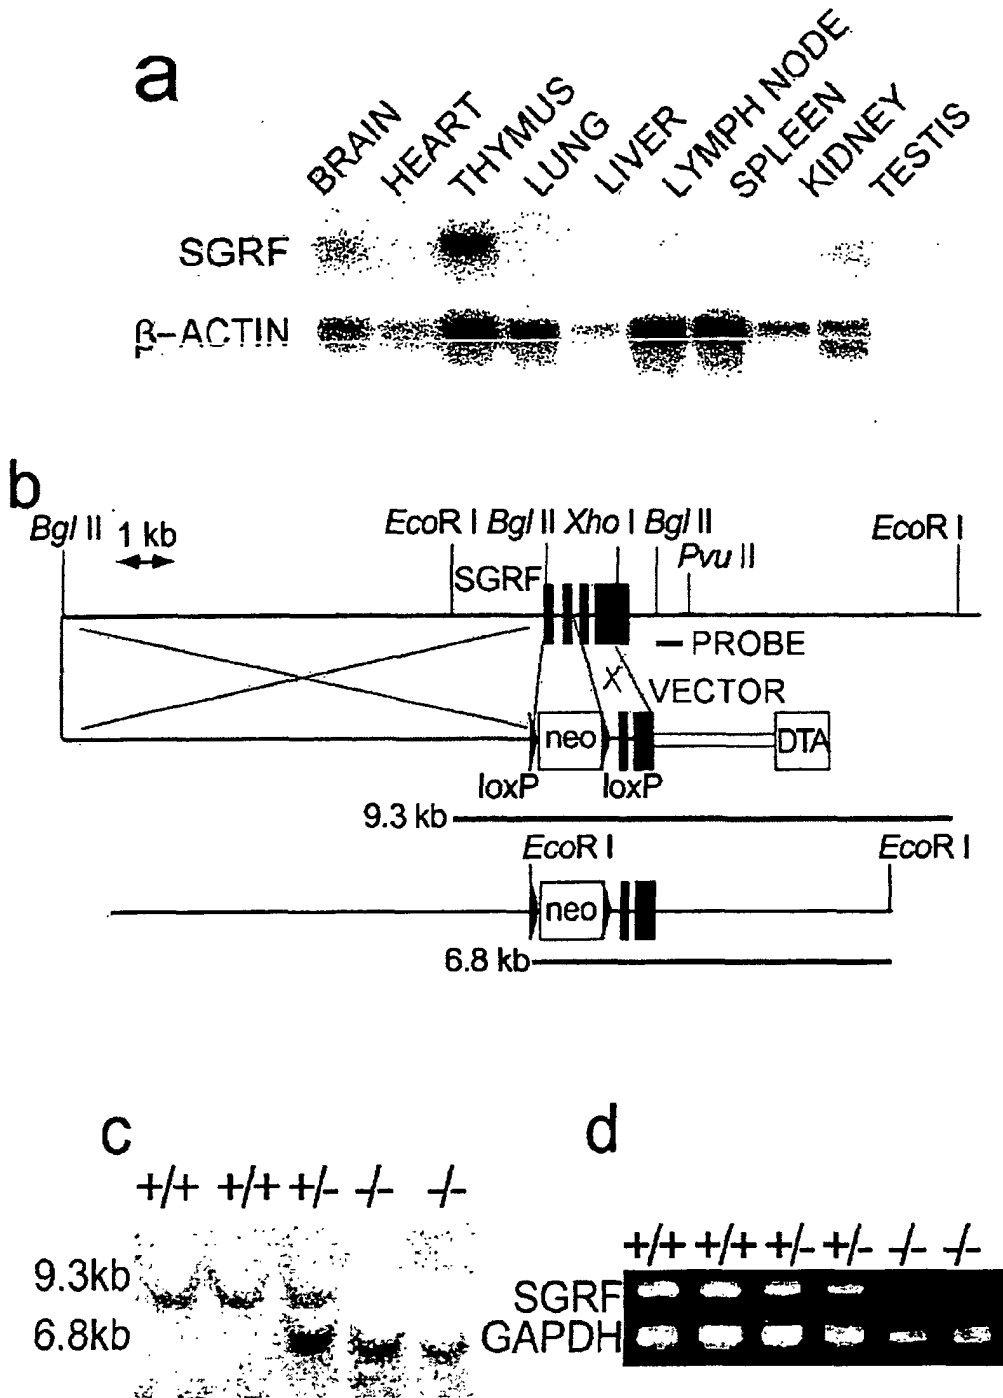 a
BRAIN HEART THYMUS LUNG LIVER LYMPH NODE SPLEEN KIDNEY TESTIS
SGRF
β–ACTIN
b
Bgl II 1 kb EcoR I Bgl II Xho I Bgl II EcoR I
Pvu II
SGRF
PROBE
X VECTOR
neo DTA
loxP loxP
9.3 kb
EcoR I EcoR I
neo
6.8 kb
c
+/+ +/+ +/- -/- -/-
9.3kb
6.8kb
d
+/+ +/+ +/- +/- -/- -/-
SGRF
GAPDH